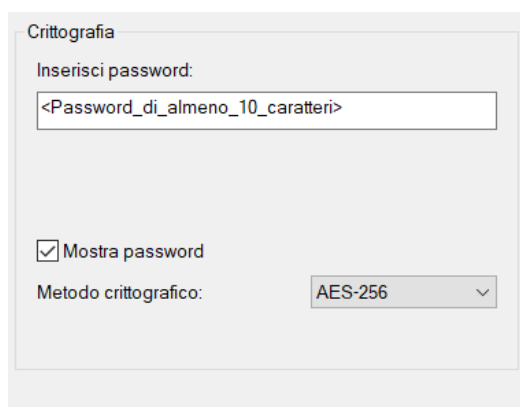 Crittografia
Inserisci password:
<Password_di_almeno_10_caratteri>
Mostra password
Metodo crittografico: AES-256